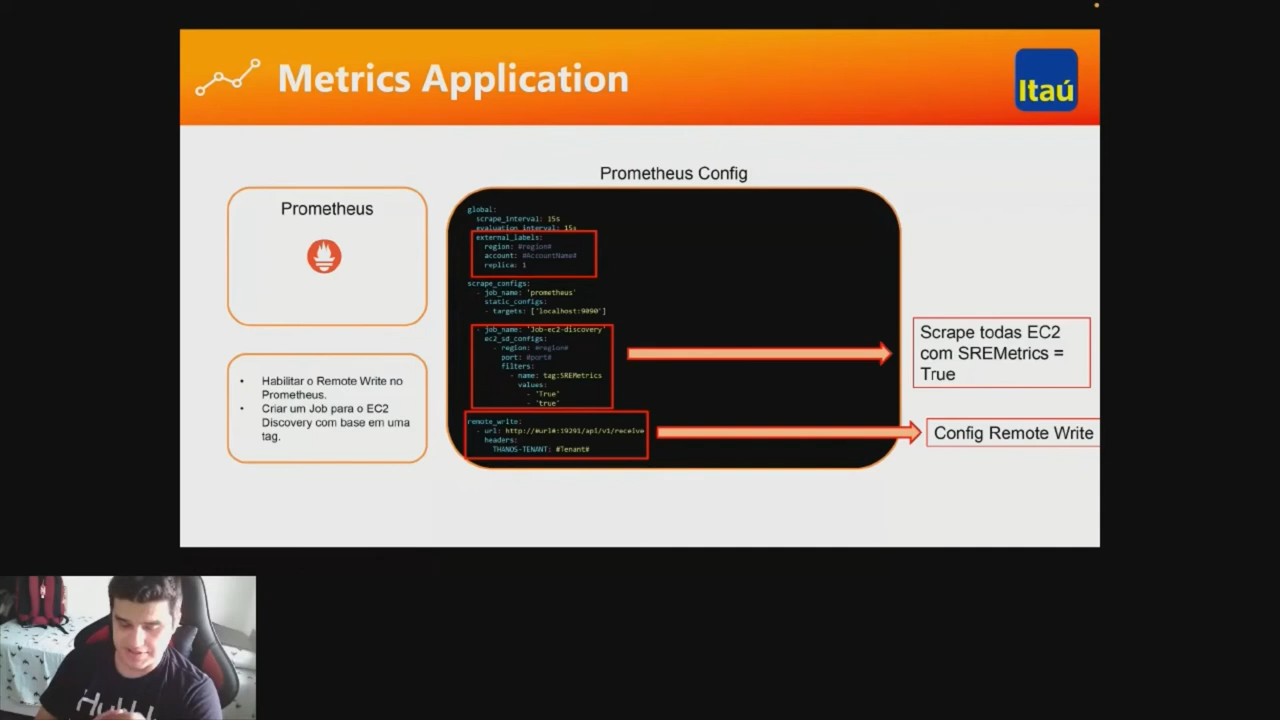 Metrics Application
Itaú
Prometheus Config
Prometheus
• Habilitar o Remote Write no
Prometheus.
• Criar um Job para o EC2
Discovery com base em uma
tag.
global:
scrape_interval: 15s
evaluation_interval: 15s
external_labels:
region: #region#
account: #AccountName#
replica: 1
scrape_configs:
- job_name: 'prometheus'
static_configs:
- targets: ['localhost:9090']
- job_name: 'Job-ec2-discovery'
ec2_sd_configs:
- region: #region#
port: #port#
filters:
- name: tag:SREMetrics
values:
- 'True'
- 'true'
remote_write:
- url: http://#url#:19291/api/v1/receive
headers:
THANOS-TENANT: #Tenant#
Scrape todas EC2
com SREMetrics =
True
Config Remote Write